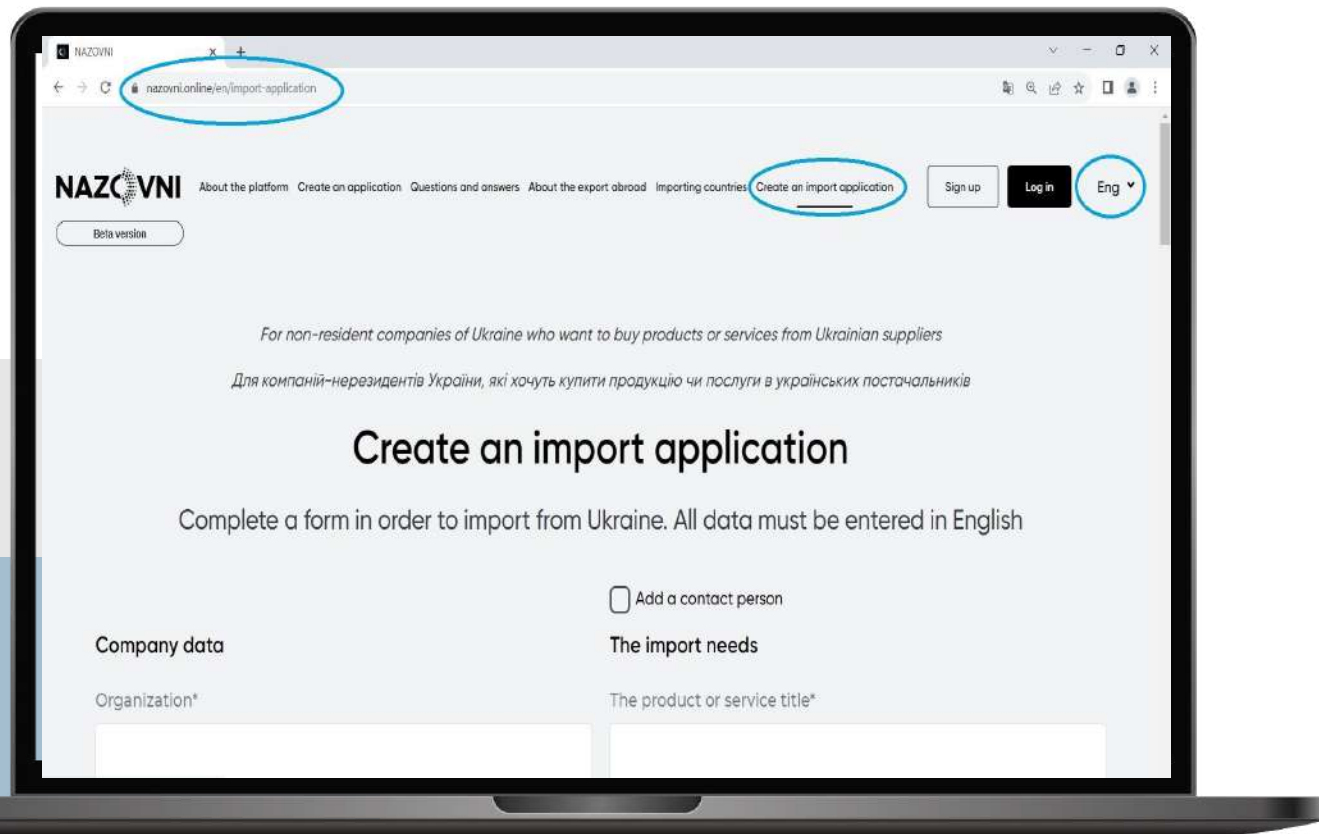 NAZOVNI
nazovni.online/en/import-application
NAZOVNI
About the platform Create an application Questions and answers About the export abroad Importing countries Create an import application Sign up Log in Eng
Beta version
For non-resident companies of Ukraine who want to buy products or services from Ukrainian suppliers
Для компаній-нерезидентів України, які хочуть купити продукцію чи послуги в українських постачальників
Create an import application
Complete a form in order to import from Ukraine. All data must be entered in English
Add a contact person
Company data
The import needs
Organization*
The product or service title*